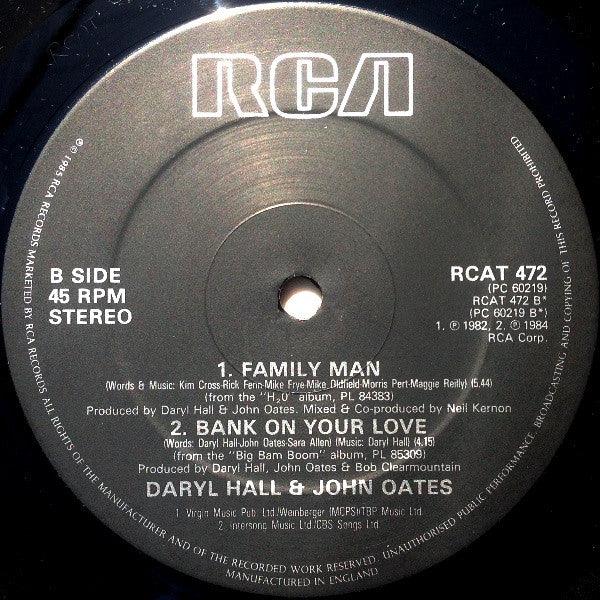 RCA
B SIDE
45 RPM
STEREO
RCAT 472
(PC 60219)
RCAT 472 B*
(PC 60219 B*)
1. ℗ 1982, 2. ℗ 1984
RCA Corp.
1. FAMILY MAN
(Words & Music: Kim Cross-Rick Fenn-Mike Frye-Mike Oldfield-Morris Pert-Maggie Reilly) (5,44)
(from the "H₂0" album, PL 84383)
Produced by Daryl Hall & John Oates. Mixed & Co-produced by Neil Kernon
2. BANK ON YOUR LOVE
(Words: Daryl Hall-John Oates-Sara Allen) (Music: Daryl Hall) (4,15)
(from the "Big Bam Boom" album, PL 85309)
Produced by Daryl Hall, John Oates & Bob Clearmountain
DARYL HALL & JOHN OATES
1. Virgin Music Pub. Ltd./Weinberger (MCPS)/TBP Music Ltd.
2. Intersong Music Ltd./CBS Songs Ltd.
℗ © 1985 RCA RECORDS MARKETED BY RCA RECORDS. ALL RIGHTS OF THE MANUFACTURER AND OF THE RECORDED WORK RESERVED. UNAUTHORISED PUBLIC PERFORMANCE, BROADCASTING AND COPYING OF THIS RECORD PROHIBITED
MANUFACTURED IN ENGLAND